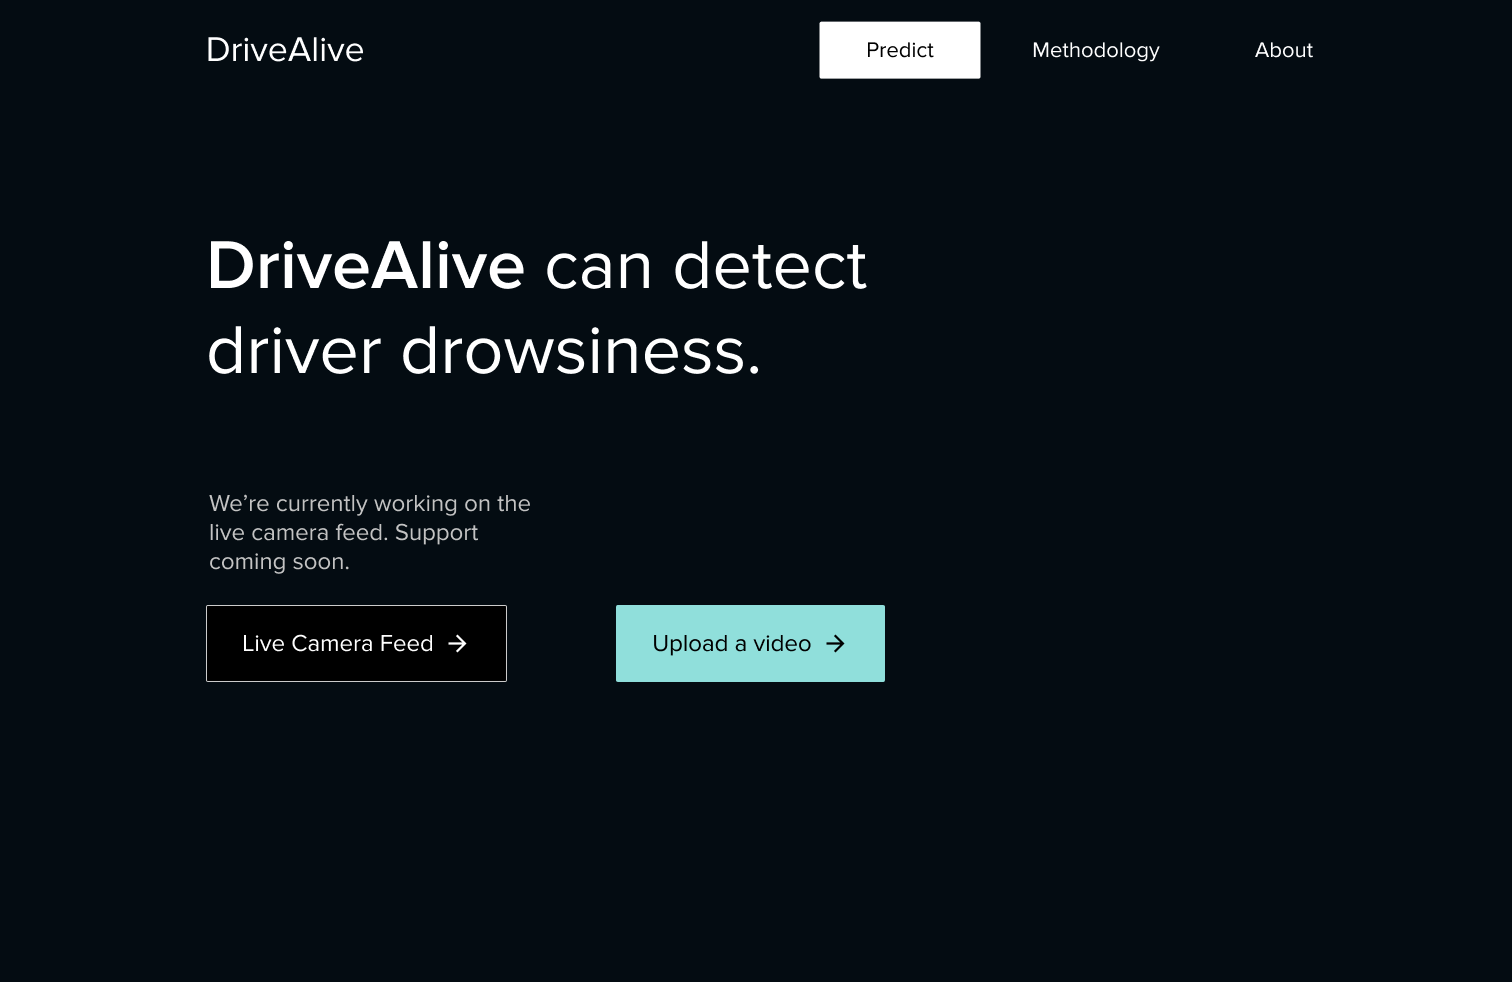 DriveAlive
Predict
Methodology
About
DriveAlive can detect
driver drowsiness.
We’re currently working on the
live camera feed. Support
coming soon.
Live Camera Feed →
Upload a video →